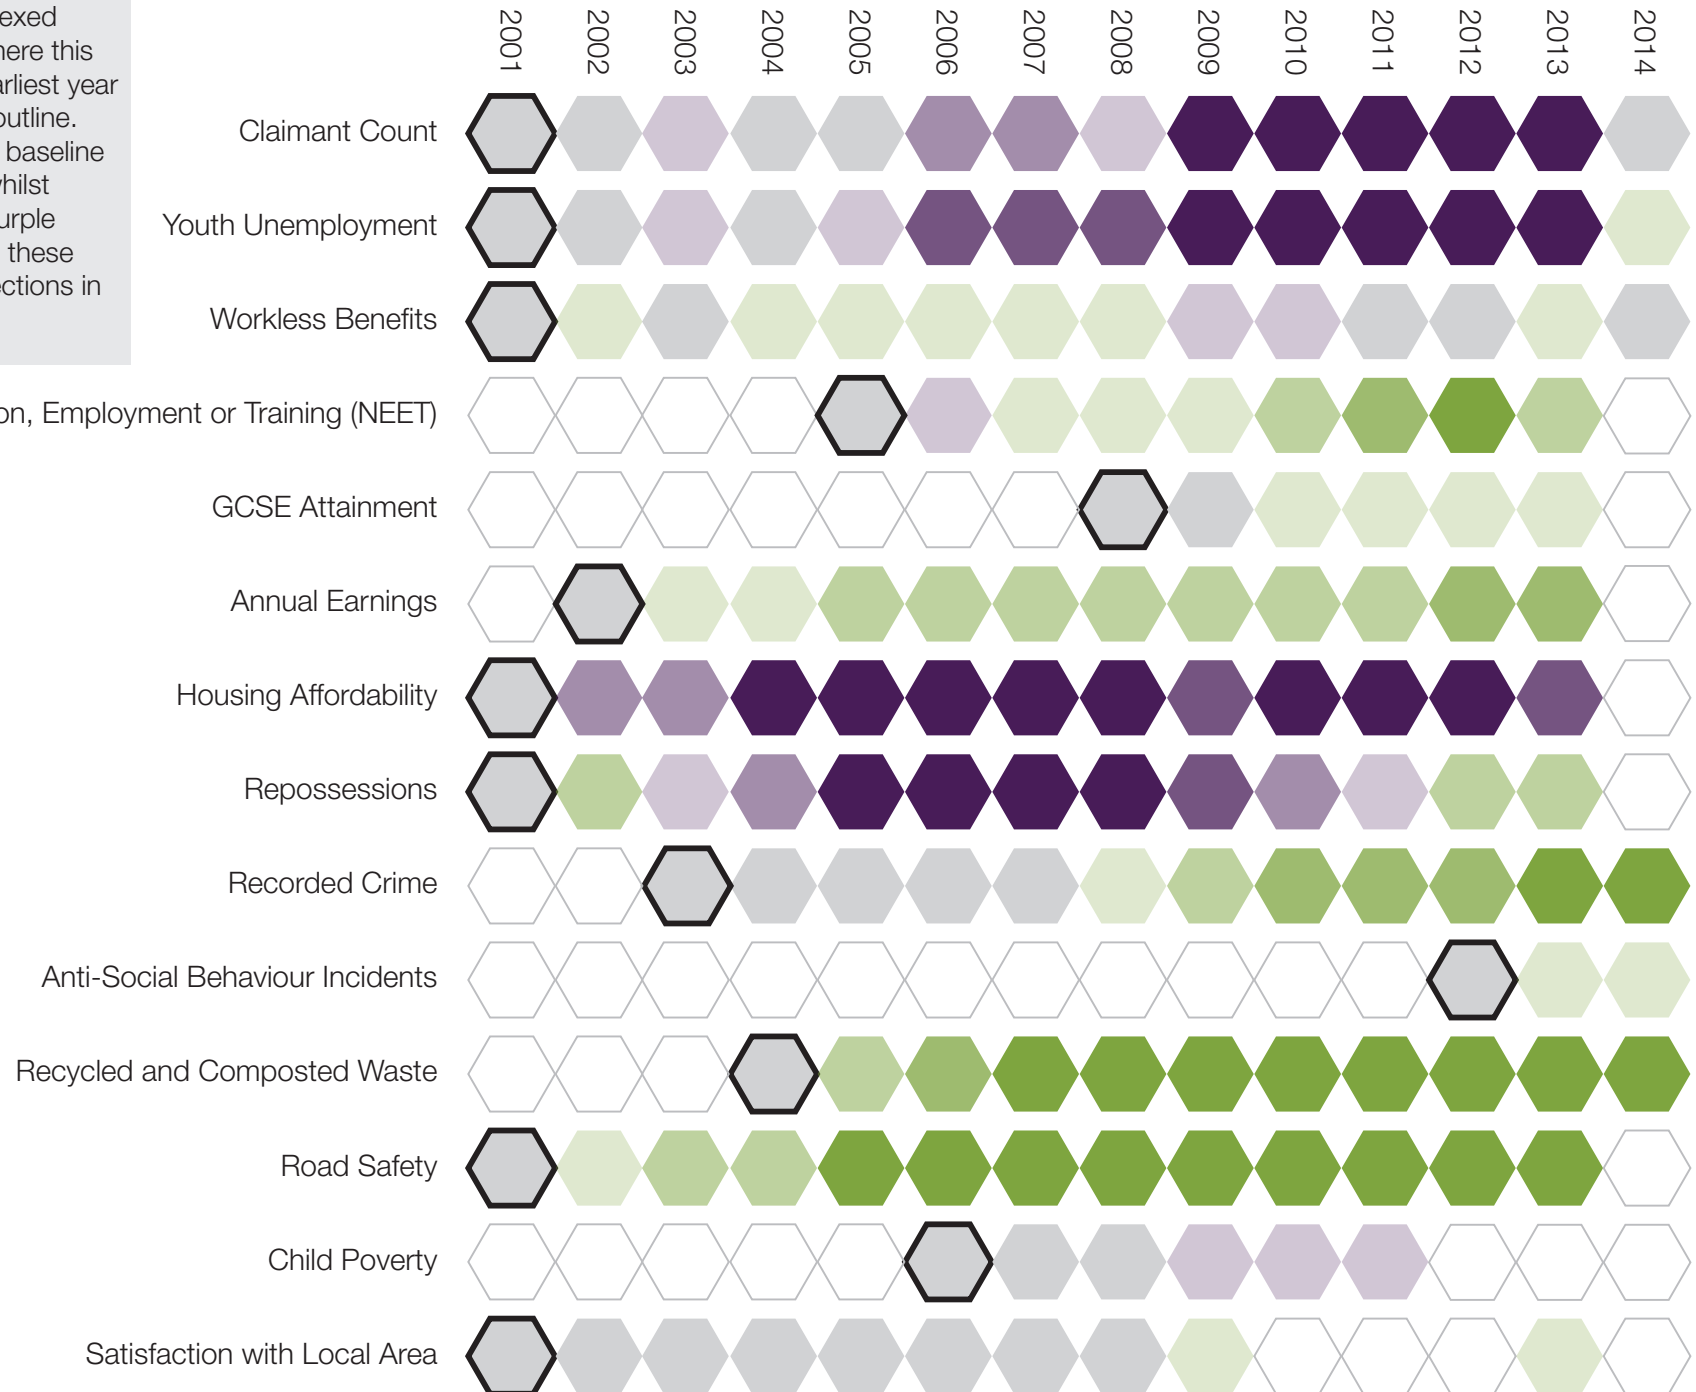 exed
here this
arliest year
outline.
baseline
whilst
urple
these
ections in
2001 2002 2003 2004 2005 2006 2007 2008 2009 2010 2011 2012 2013 2014
Claimant Count
Youth Unemployment
Workless Benefits
on, Employment or Training (NEET)
GCSE Attainment
Annual Earnings
Housing Affordability
Repossessions
Recorded Crime
Anti-Social Behaviour Incidents
Recycled and Composted Waste
Road Safety
Child Poverty
Satisfaction with Local Area